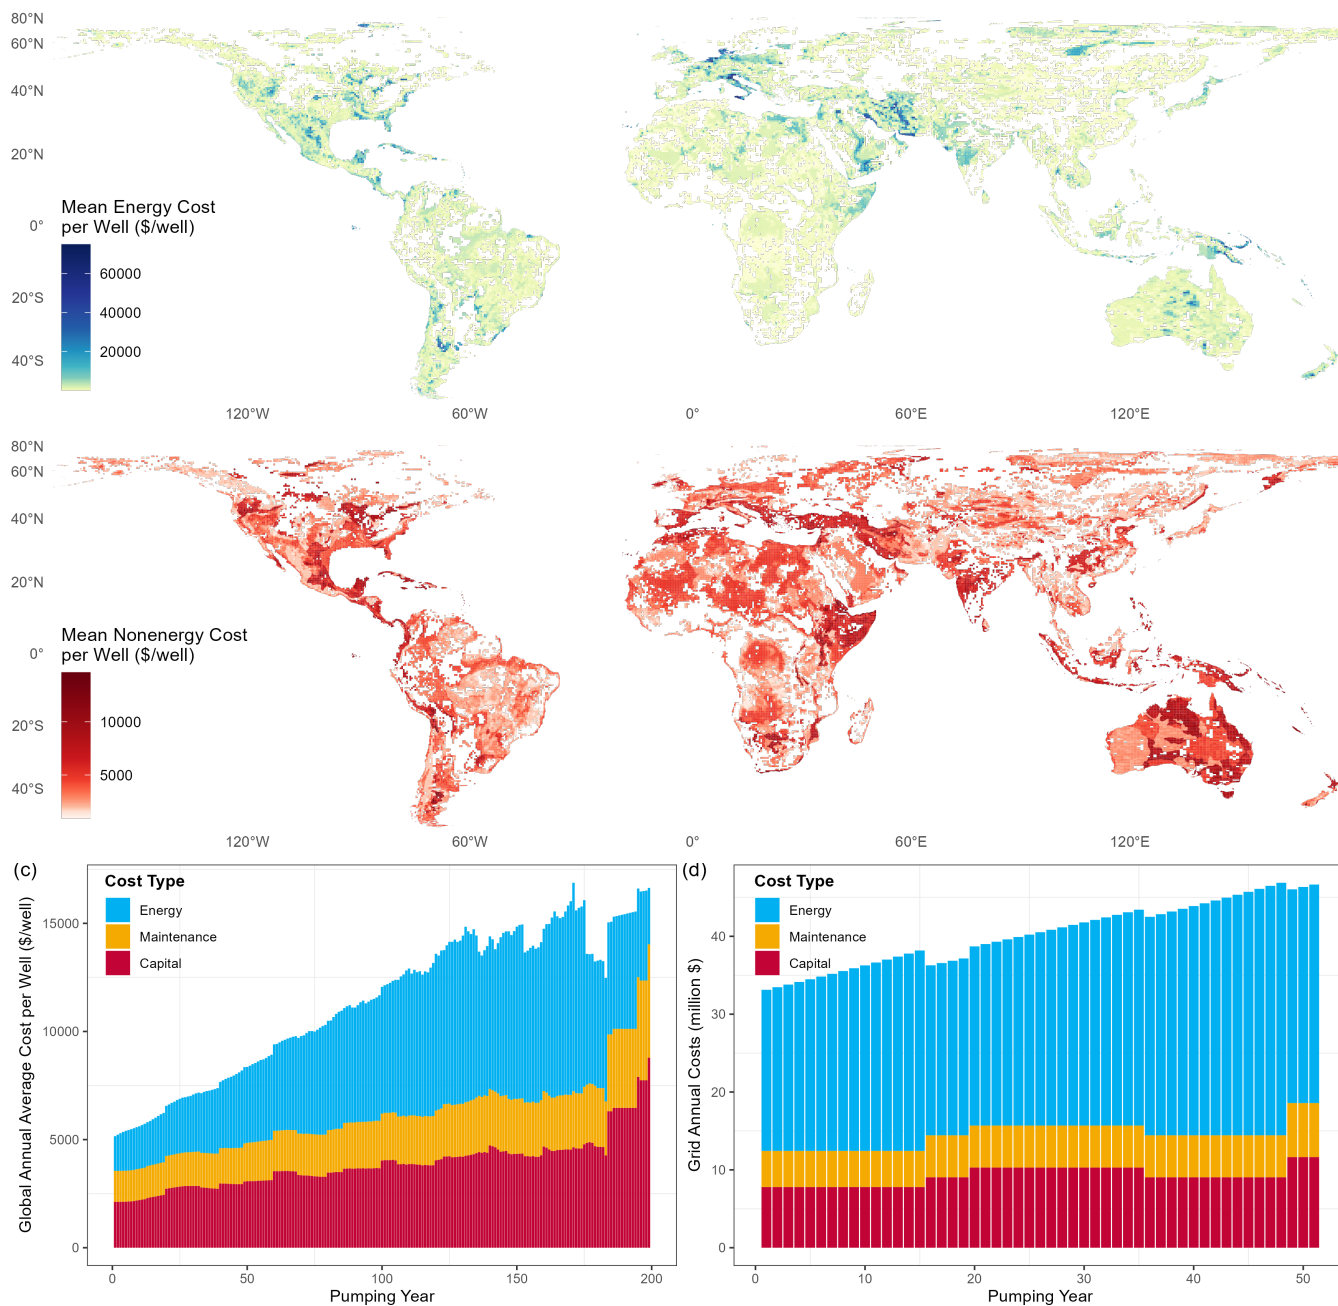 80°N
60°N
40°N
20°N
0°
20°S
40°S
Mean Energy Cost
per Well ($/well)
60000
40000
20000
120°W 60°W 0° 60°E 120°E
80°N
60°N
40°N
20°N
0°
20°S
40°S
Mean Nonenergy Cost
per Well ($/well)
10000
5000
120°W 60°W 0° 60°E 120°E
(c)
Cost Type
Energy
Maintenance
Capital
Global Annual Average Cost per Well ($/well)
15000
10000
5000
0
0 50 100 150 200
Pumping Year
(d)
Cost Type
Energy
Maintenance
Capital
Grid Annual Costs (million $)
40
30
20
10
0
0 10 20 30 40 50
Pumping Year